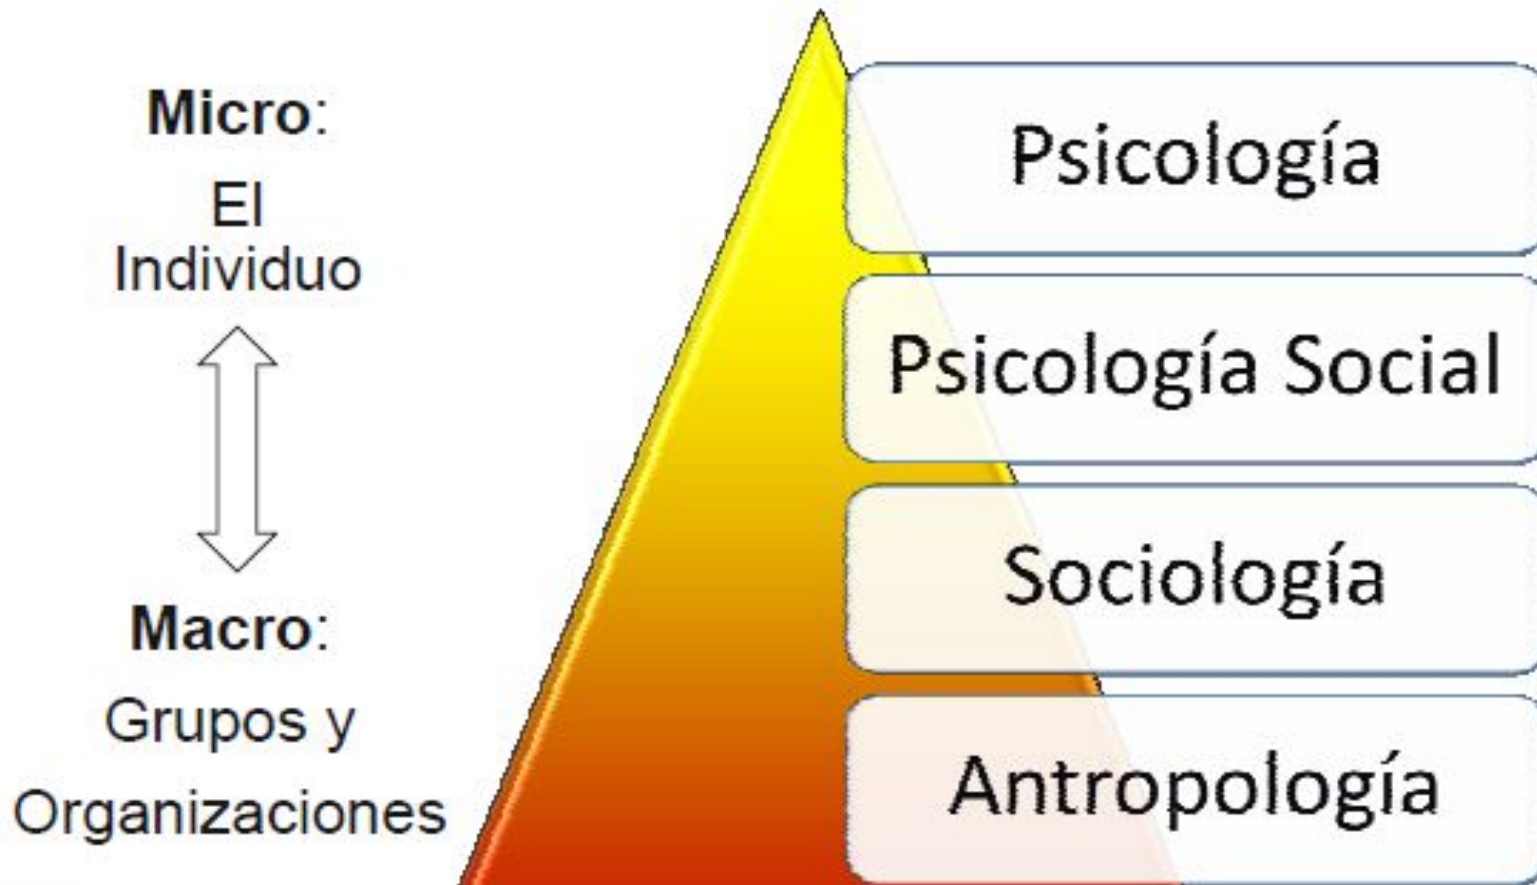 Micro:
El
Individuo
Macro:
Grupos y
Organizaciones
Psicología
Psicología Social
Sociología
Antropología